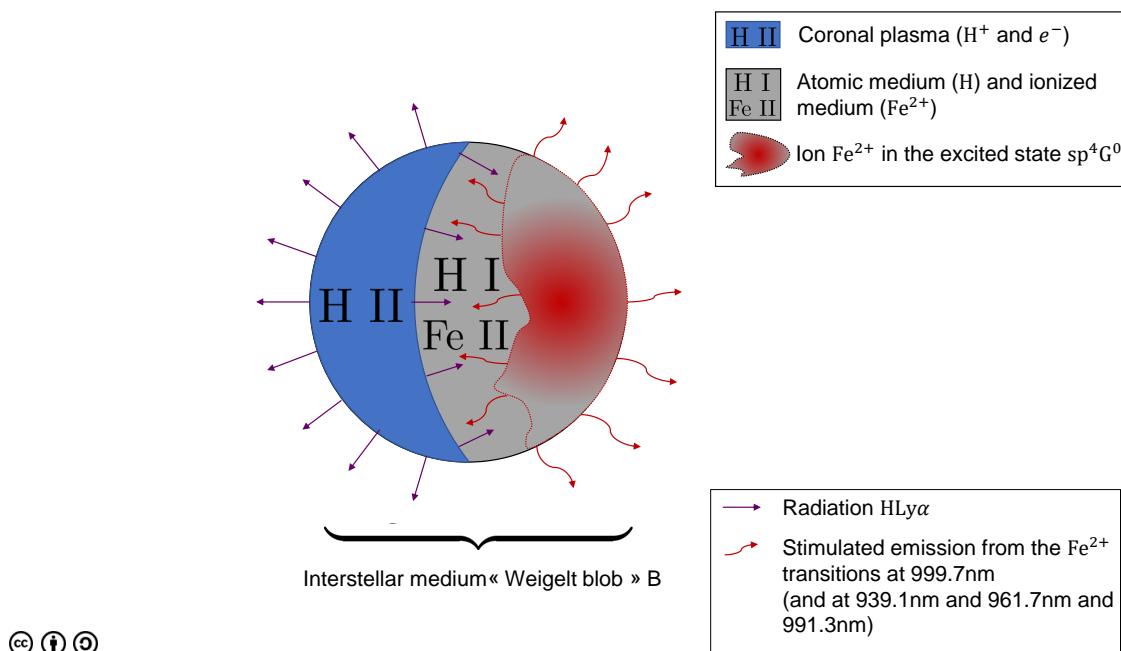 H II
Coronal plasma (H⁺ and e⁻)
H I
Fe II
Atomic medium (H) and ionized
medium (Fe²⁺)
Ion Fe²⁺ in the excited state sp⁴G⁰
H II
H I
Fe II
Interstellar medium« Weigelt blob » B
Radiation HLyα
Stimulated emission from the Fe²⁺
transitions at 999.7nm
(and at 939.1nm and 961.7nm and
991.3nm)
cc